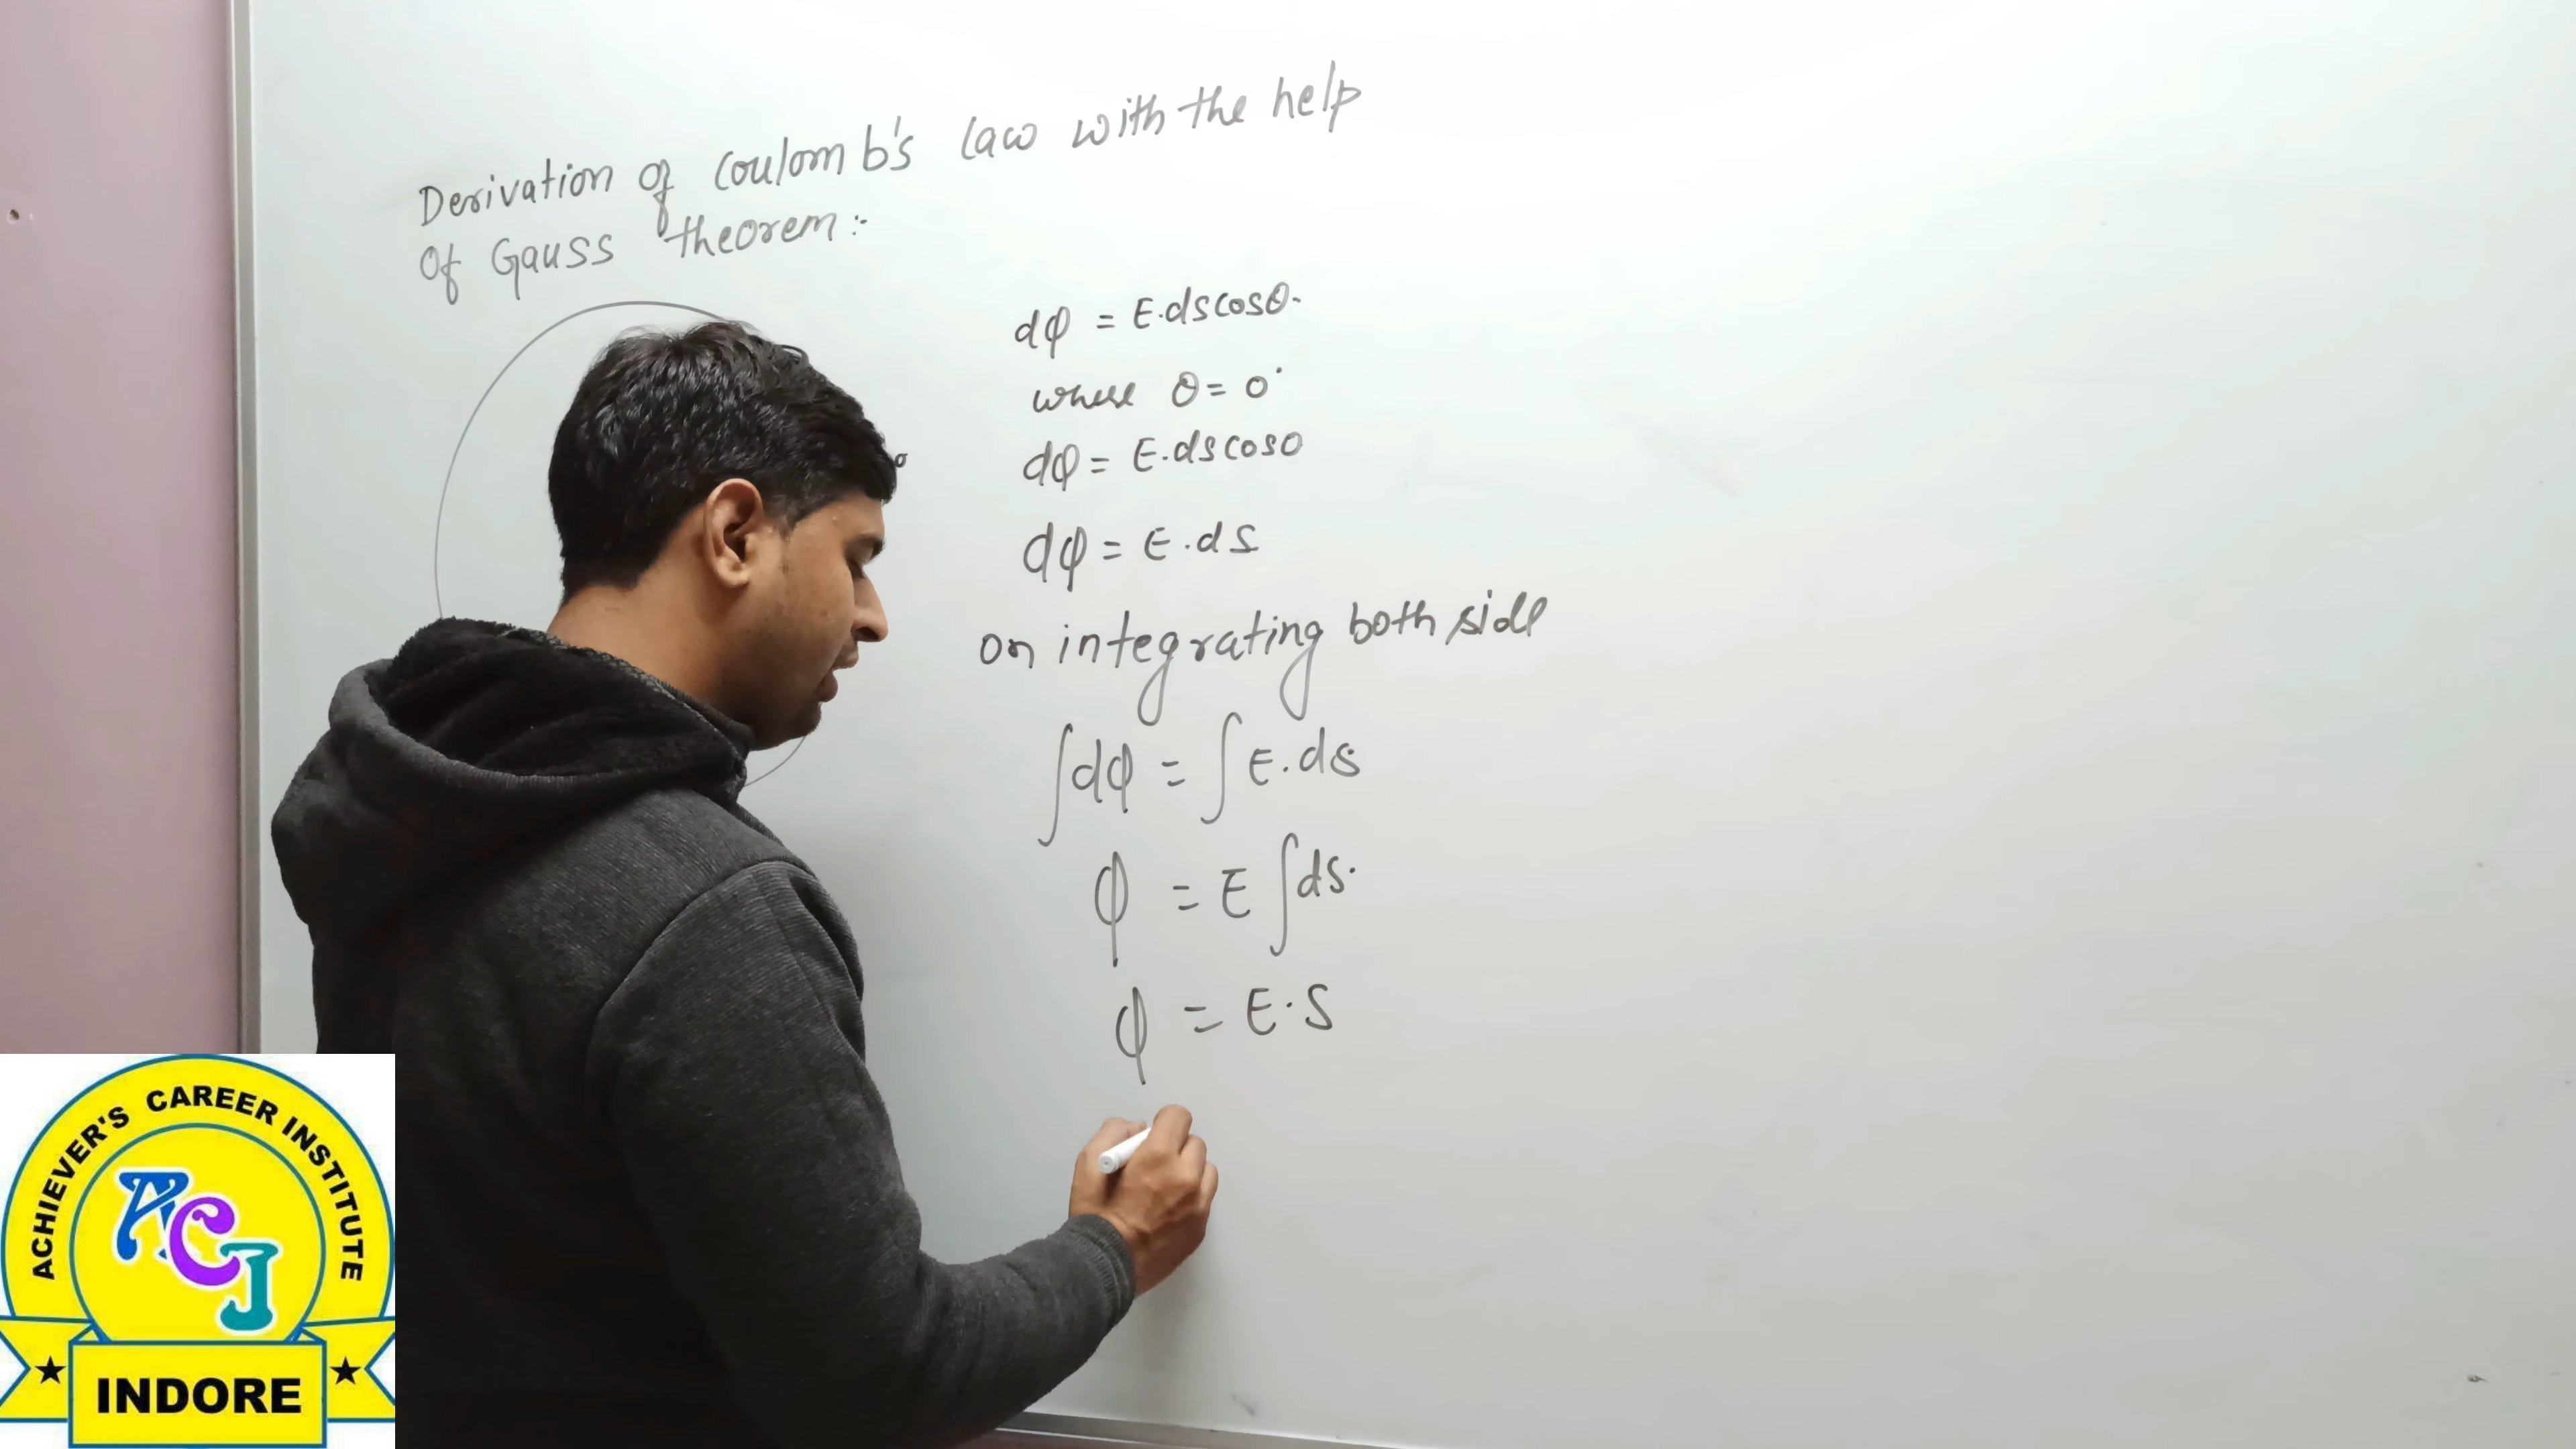 Derivation of Coulomb's law with the help
Of Gauss theorem:-
dφ = E.dscosθ.
where θ = 0°
dφ = E.dscos0
dφ = E.ds
on integrating both side
∫dφ = ∫E.ds
φ = E∫ds.
φ = E.S
ACHIEVER'S CAREER INSTITUTE
ACI
INDORE